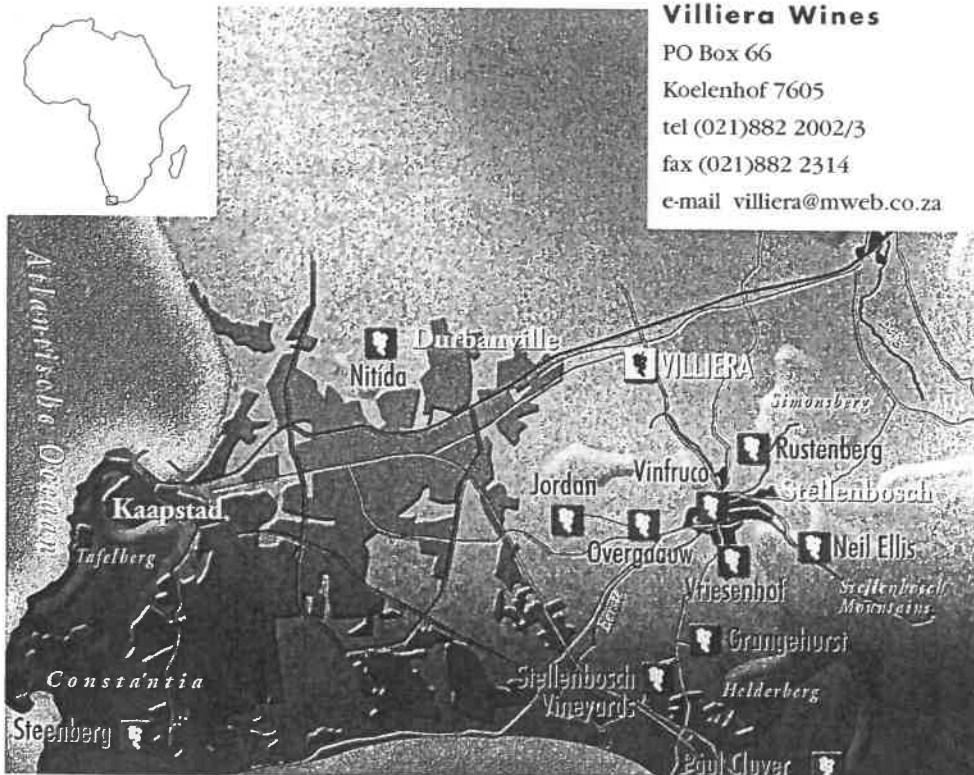 Villiera Wines
PO Box 66
Koelenhof 7605
tel (021)882 2002/3
fax (021)882 2314
e-mail villiera@mweb.co.za
Atlantische Oceaan
Durbanville
Nitida
VILLIERA
Simonsberg
Rustenberg
Vinfruco
Jordan
Stellenbosch
Kaapstad
Overgaauw
Neil Ellis
Tafelberg
Vriesenhof
Stellenbosch
Mountains
Eerste
Grangehurst
Constantia
Stellenbosch
Vineyards
Helderberg
Steenberg
Paul Cluver